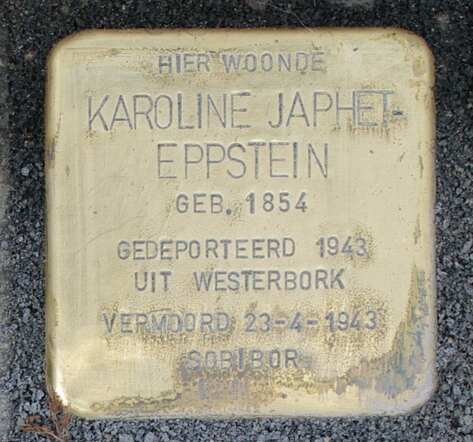 HIER WOONDE
KAROLINE JAPHET-
EPPSTEIN
GEB. 1854
GEDEPORTEERD 1943
UIT WESTERBORK
VERMOORD 23-4-1943
SOBIBOR